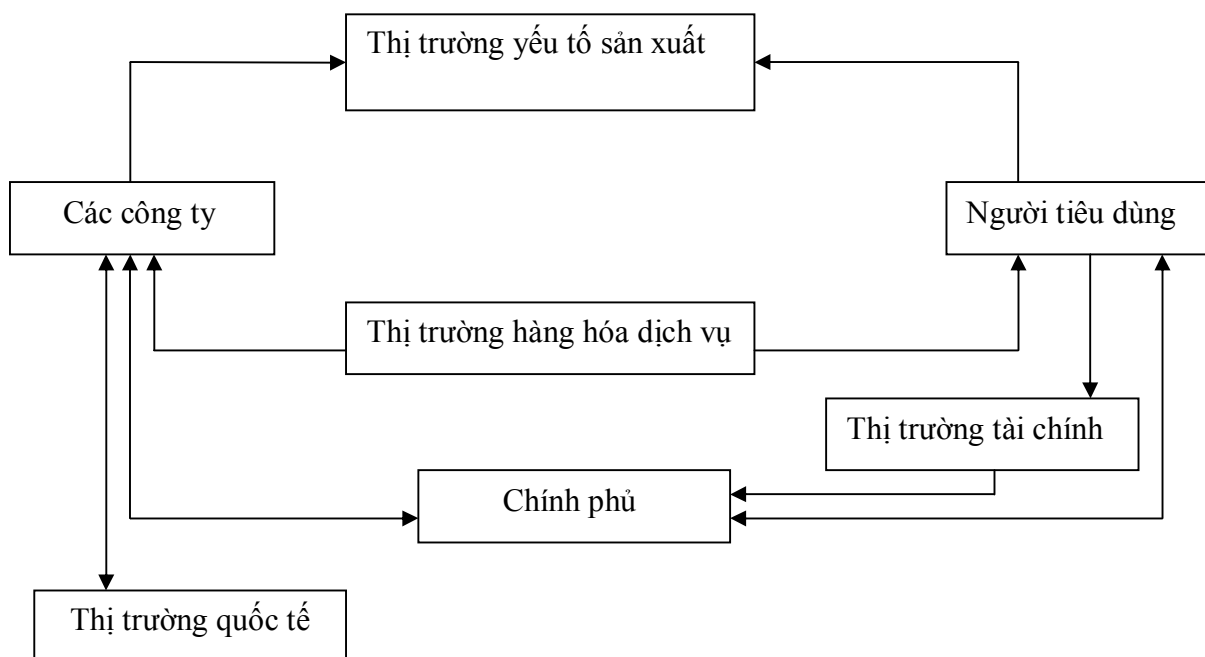 Thị trường yếu tố sản xuất
Các công ty
Người tiêu dùng
Thị trường hàng hóa dịch vụ
Thị trường tài chính
Chính phủ
Thị trường quốc tế